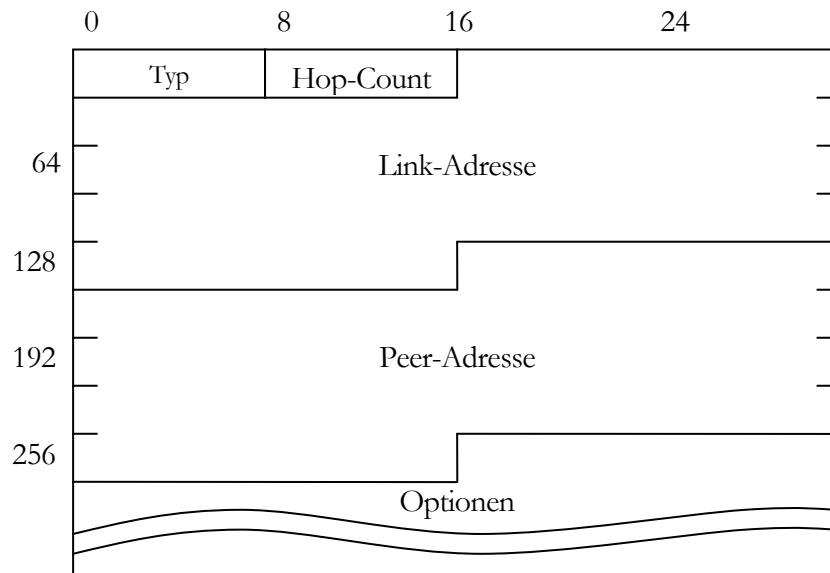 0 8 16 24
Typ Hop-Count
64 Link-Adresse
128
192 Peer-Adresse
256
Optionen